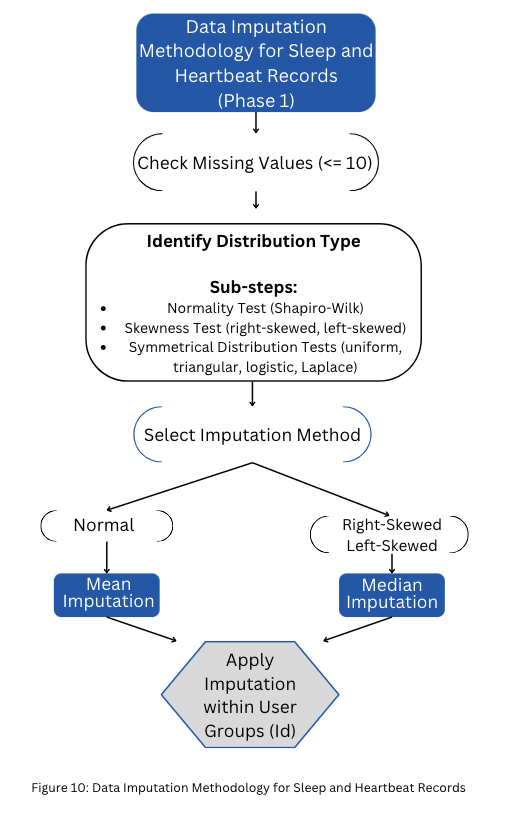 Data Imputation
Methodology for Sleep and
Heartbeat Records
(Phase 1)
Check Missing Values (<= 10)
Identify Distribution Type
Sub-steps:
• Normality Test (Shapiro-Wilk)
• Skewness Test (right-skewed, left-skewed)
• Symmetrical Distribution Tests (uniform,
triangular, logistic, Laplace)
Select Imputation Method
Normal
Right-Skewed
Left-Skewed
Mean
Imputation
Median
Imputation
Apply
Imputation
within User
Groups (Id)
Figure 10: Data Imputation Methodology for Sleep and Heartbeat Records